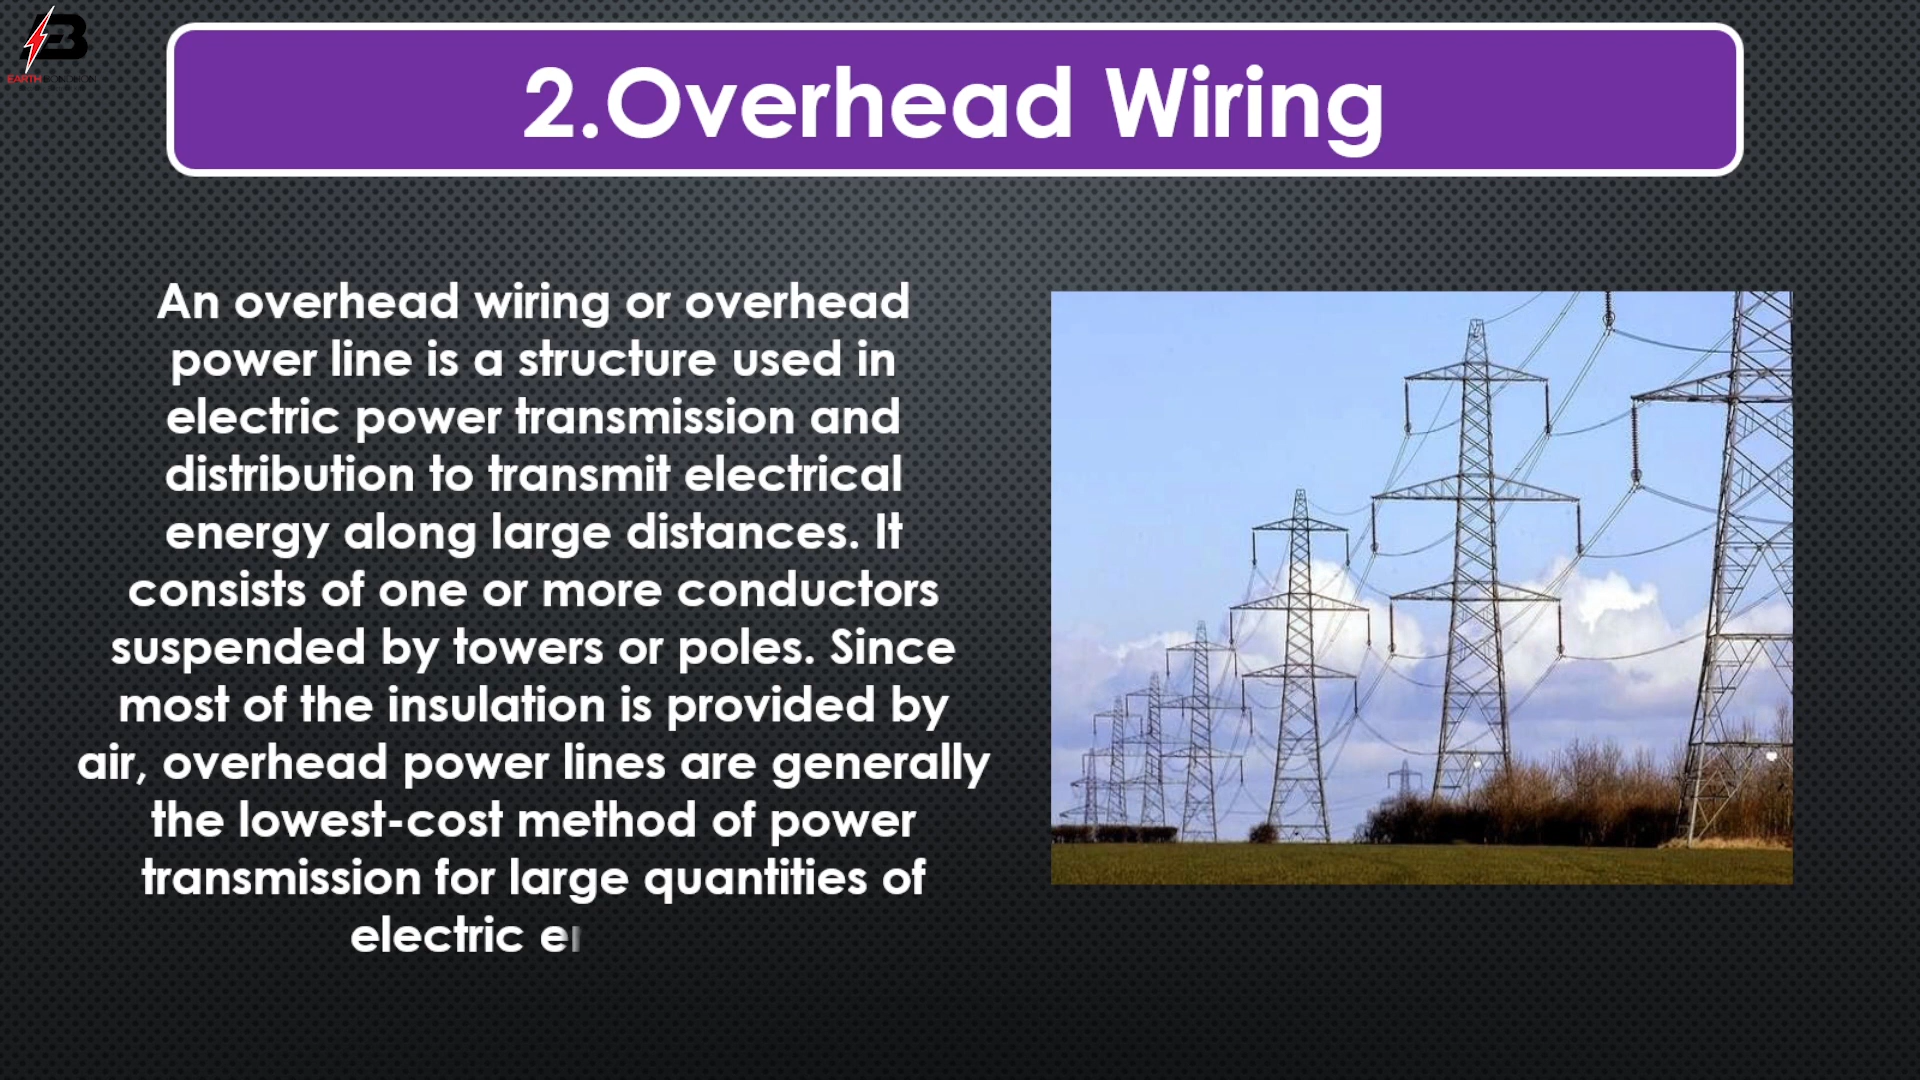 EARTH
2.Overhead Wiring
An overhead wiring or overhead
power line is a structure used in
electric power transmission and
distribution to transmit electrical
energy along large distances. It
consists of one or more conductors
suspended by towers or poles. Since
most of the insulation is provided by
air, overhead power lines are generally
the lowest-cost method of power
transmission for large quantities of
electric